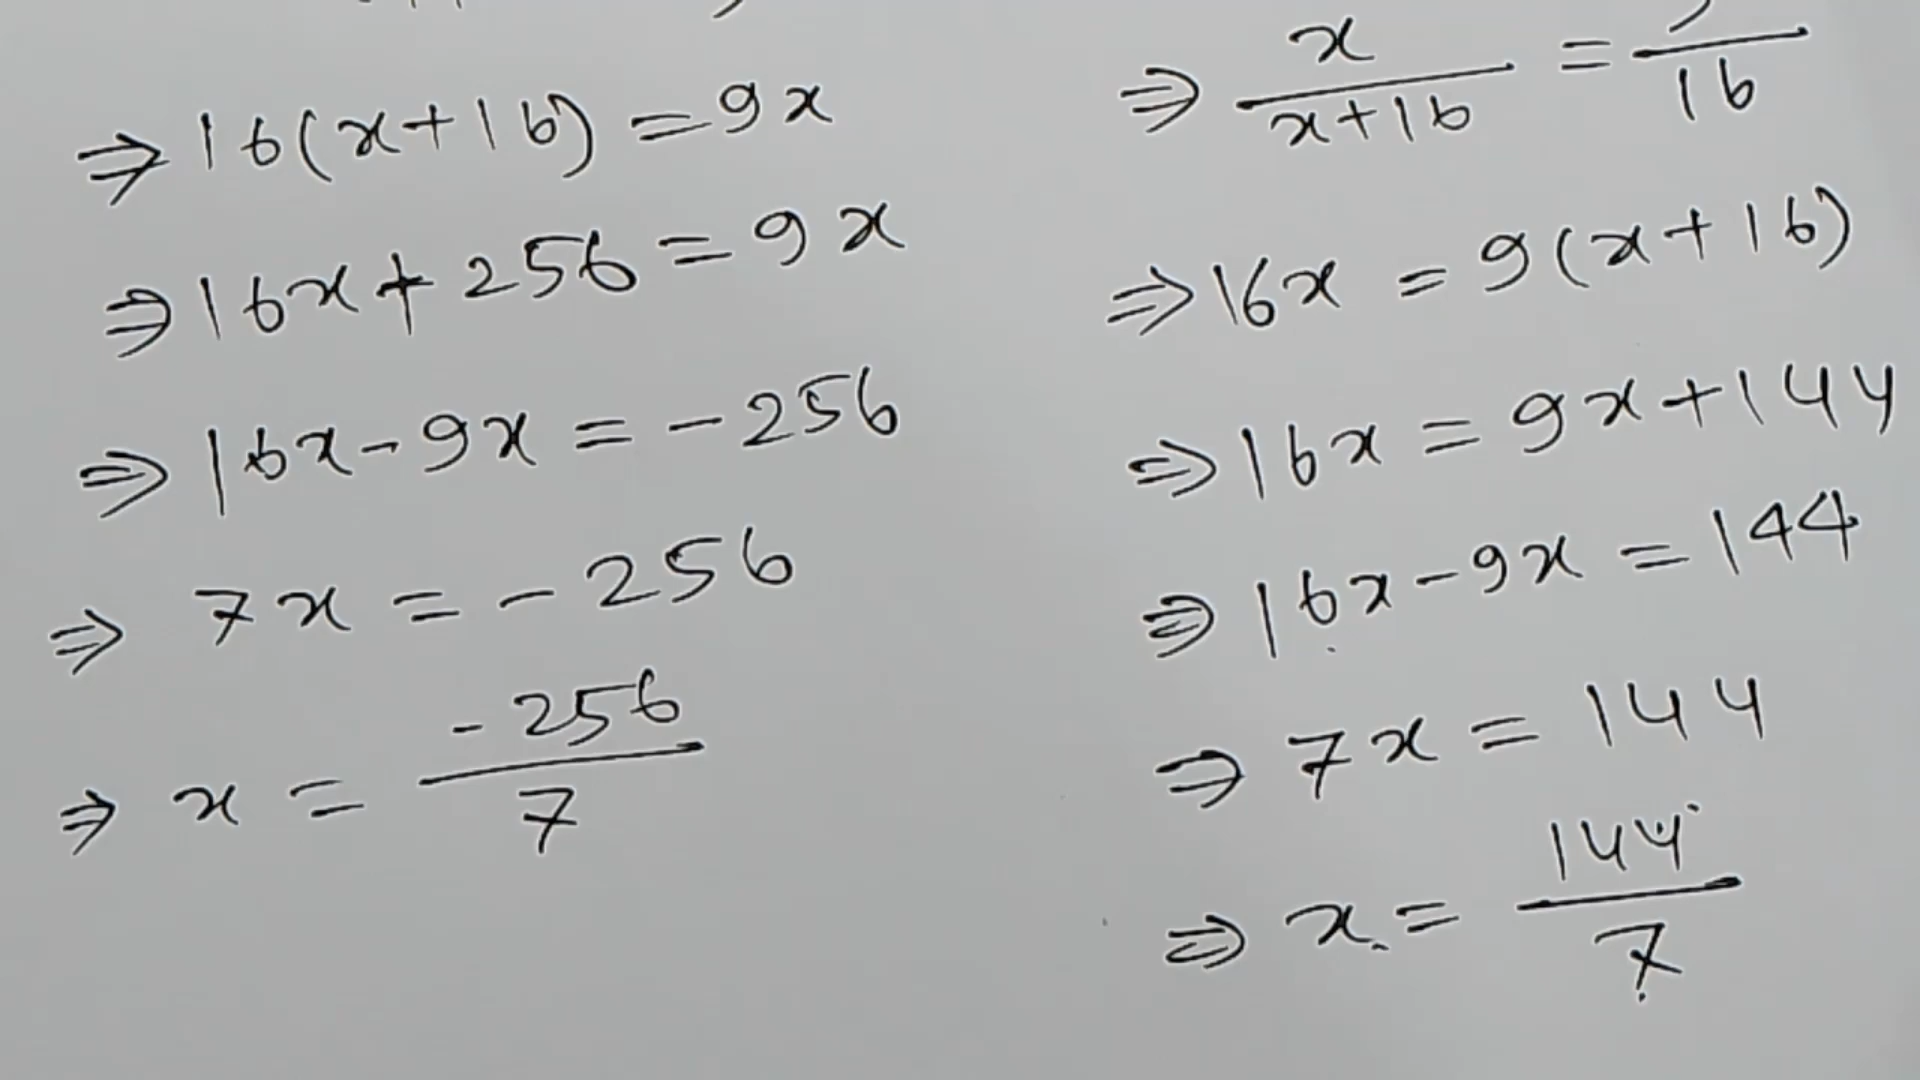 ⇒ 16(x+16) = 9x
⇒ 16x + 256 = 9x
⇒ 16x - 9x = - 256
⇒ 7x = - 256
⇒ x = -256/7
⇒ x/(x+16) = /16
⇒ 16x = 9(x+16)
⇒ 16x = 9x+144
⇒ 16x - 9x = 144
⇒ 7x = 144
⇒ x = 144/7